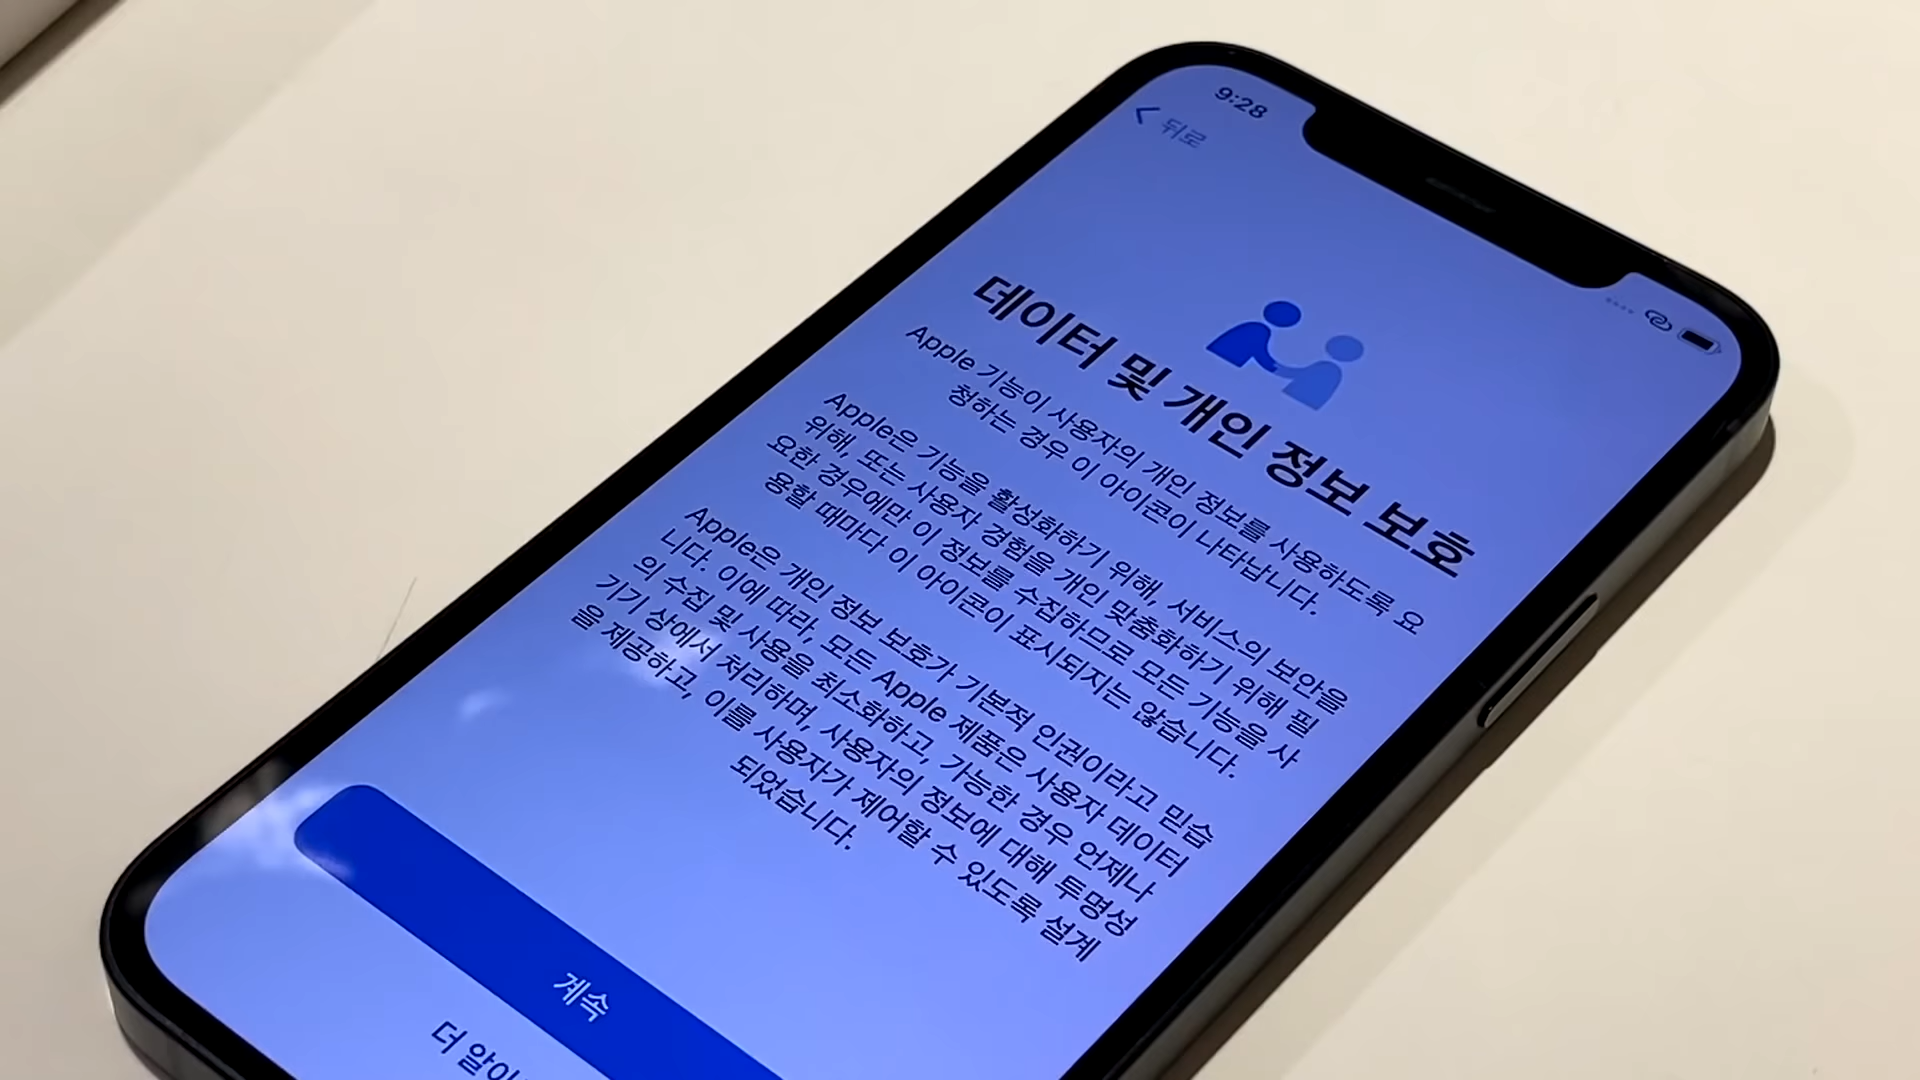 9:28
뒤로
데이터 및 개인 정보 보호
Apple 기능이 사용자의 개인 정보를 사용하도록 요
청하는 경우 이 아이콘이 나타납니다.
Apple은 기능을 활성화하기 위해, 서비스의 보안을
위해, 또는 사용자 경험을 개인 맞춤화하기 위해 필
요한 경우에만 이 정보를 수집하므로 모든 기능을 사
용할 때마다 이 아이콘이 표시되지는 않습니다.
Apple은 개인 정보 보호가 기본적 인권이라고 믿습
니다. 이에 따라, 모든 Apple 제품은 사용자 데이터
의 수집 및 사용을 최소화하고, 가능한 경우 언제나
기기 상에서 처리하며, 사용자의 정보에 대해 투명성
을 제공하고, 이를 사용자가 제어할 수 있도록 설계
되었습니다.
계속
더